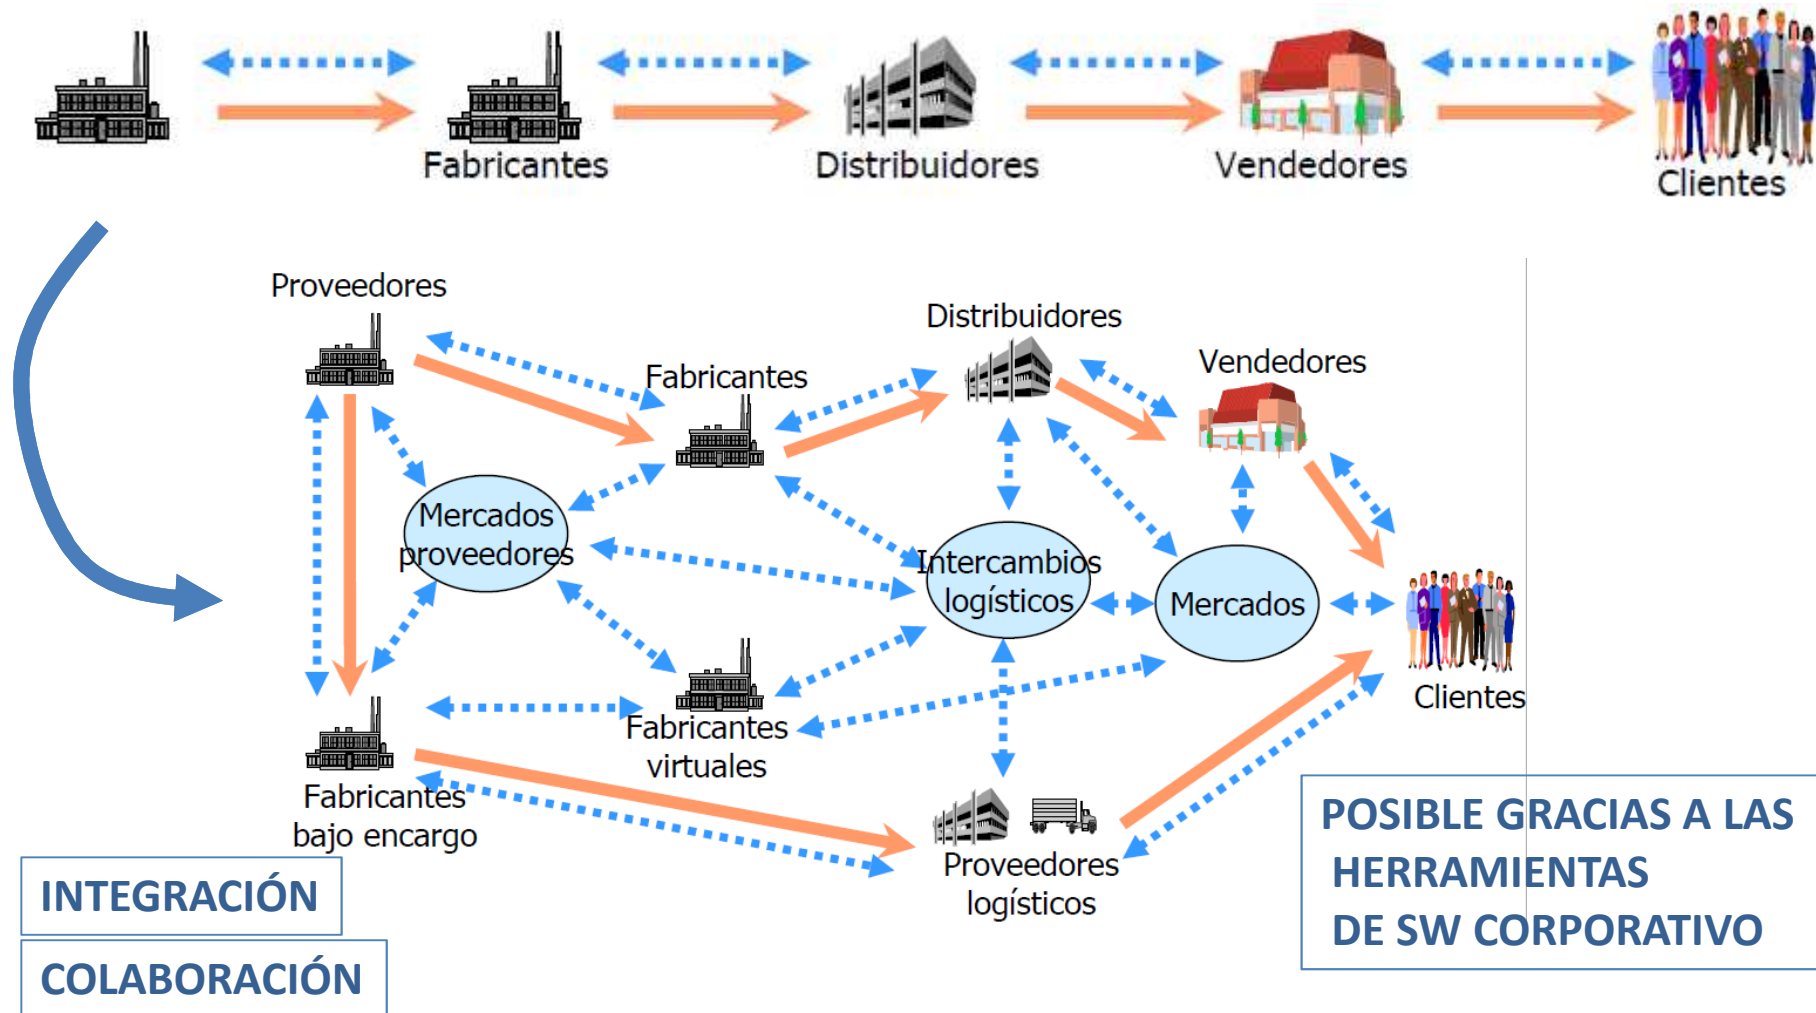 Fabricantes
Distribuidores
Vendedores
Clientes
Proveedores
Distribuidores
Vendedores
Fabricantes
Mercados
proveedores
Intercambios
logísticos
Mercados
Clientes
Fabricantes
virtuales
Fabricantes
bajo encargo
Proveedores
logísticos
INTEGRACIÓN
COLABORACIÓN
POSIBLE GRACIAS A LAS
HERRAMIENTAS
DE SW CORPORATIVO